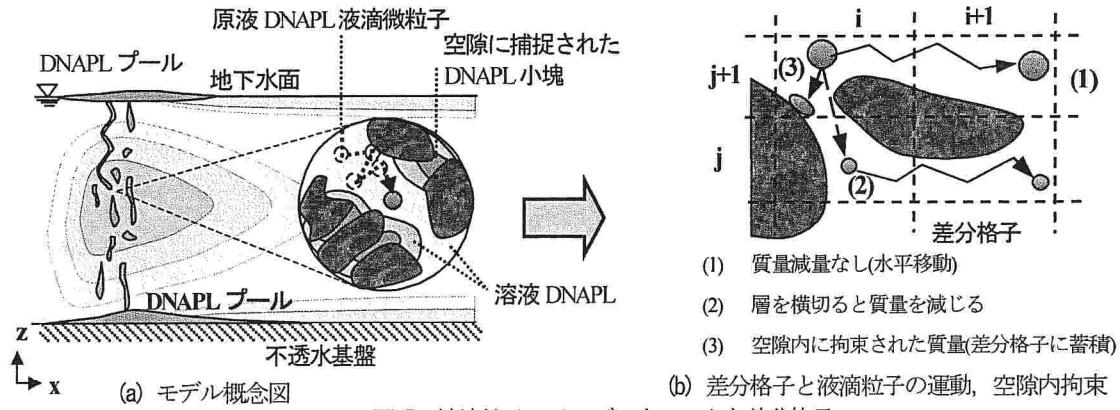 原液 DNAPL 液滴微粒子
空隙に捕捉された
DNAPL 小塊
DNAPL プール
地下水面
溶液 DNAPL
DNAPL プール
不透水基盤
z
x
(a) モデル概念図
i
i+1
j+1
j
(3)
(1)
(2)
差分格子
(1) 質量減量なし(水平移動)
(2) 層を横切ると質量を減じる
(3) 空隙内に拘束された質量(差分格子に蓄積)
(b) 差分格子と液滴粒子の運動, 空隙内拘束